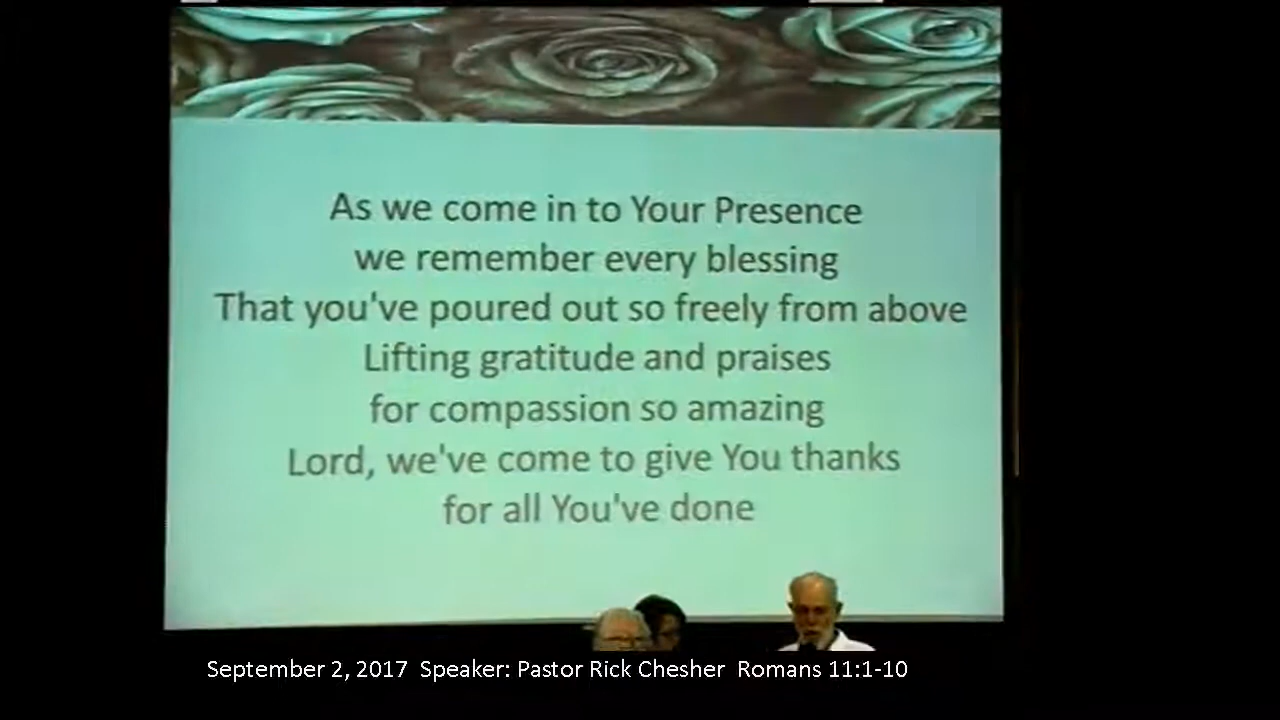 As we come in to Your Presence
we remember every blessing
That you've poured out so freely from above
Lifting gratitude and praises
for compassion so amazing
Lord, we've come to give You thanks
for all You've done
September 2, 2017  Speaker: Pastor Rick Chesher  Romans 11:1-10